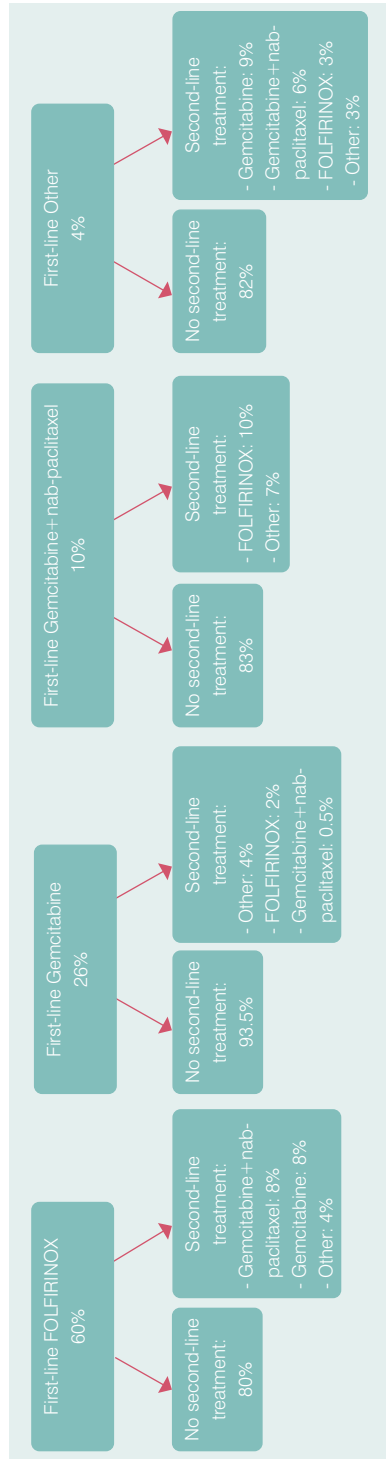 First-line FOLFIRINOX
60%
No second-line
treatment:
80%
Second-line
treatment:
- Gemcitabine+nab-
paclitaxel: 8%
- Gemcitabine: 8%
- Other: 4%
First-line Gemcitabine
26%
No second-line
treatment:
93.5%
Second-line
treatment:
- Other: 4%
- FOLFIRINOX: 2%
- Gemcitabine+nab-
paclitaxel: 0.5%
First-line Gemcitabine+nab-paclitaxel
10%
No second-line
treatment:
83%
Second-line
treatment:
- FOLFIRINOX: 10%
- Other: 7%
First-line Other
4%
No second-line
treatment:
82%
Second-line
treatment:
- Gemcitabine: 9%
- Gemcitabine+nab-
paclitaxel: 6%
- FOLFIRINOX: 3%
- Other: 3%